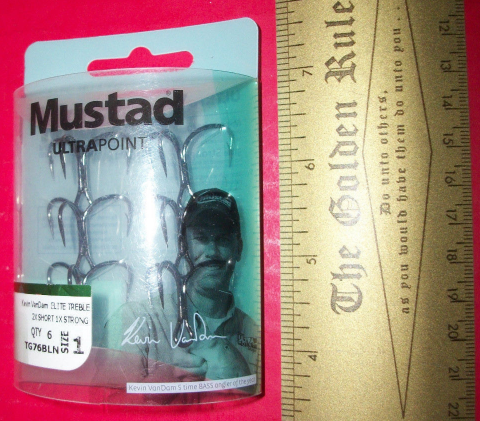 Mustad
ULTRAPOINT
Kevin VanDam ELITE TREBLE
2X SHORT 1X STRONG
QTY 6
TG76BLN
SIZE 1
Kevin VanDam
Kevin VanDam 5 time BASS angler of the year
The Golden Rule
Do unto others,
as you would have them do unto you...
7
6
5
12
13
14
15
16
17
18
19
20
21
22